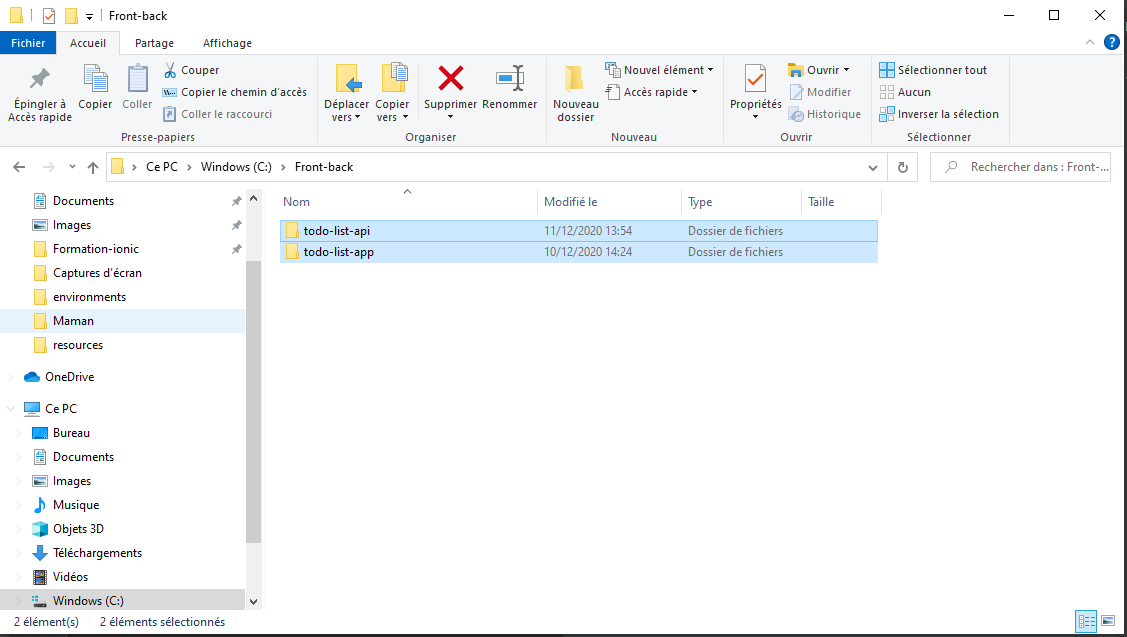 Front-back
Fichier Accueil Partage Affichage
Épingler à Accès rapide
Copier
Coller
Couper
Copier le chemin d'accès
Coller le raccourci
Presse-papiers
Déplacer vers
Copier vers
Supprimer
Renommer
Organiser
Nouveau dossier
Nouvel élément
Accès rapide
Nouveau
Propriétés
Ouvrir
Modifier
Historique
Ouvrir
Sélectionner tout
Aucun
Inverser la sélection
Sélectionner
Ce PC > Windows (C:) > Front-back
Rechercher dans : Front-...
Documents
Images
Formation-ionic
Captures d'écran
environments
Maman
resources
OneDrive
Ce PC
Bureau
Documents
Images
Musique
Objets 3D
Téléchargements
Vidéos
Windows (C:)
Nom Modifié le Type Taille
todo-list-api 11/12/2020 13:54 Dossier de fichiers
todo-list-app 10/12/2020 14:24 Dossier de fichiers
2 élément(s) 2 éléments sélectionnés